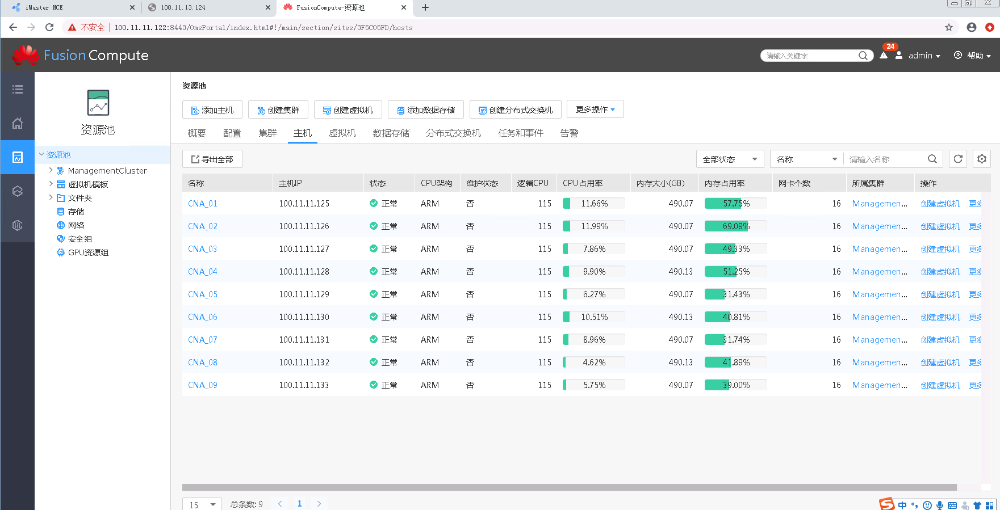 iMaster NCE
100.11.13.124
FusionCompute-资源池
不安全
100.11.11.122:8443/OmsPortal/index.html#!/main/section/sites/3F5C05FD/hosts
FusionCompute
请输入关键字
24
admin
帮助
资源池
资源池
ManagementCluster
虚拟机模板
文件夹
存储
网络
安全组
GPU资源组
资源池
添加主机 创建集群 创建虚拟机 添加数据存储 创建分布式交换机 更多操作
概要 配置 集群 主机 虚拟机 数据存储 分布式交换机 任务和事件 告警
导出全部 全部状态 名称 请输入名称
名称 主机IP 状态 CPU架构 维护状态 逻辑CPU CPU占用率 内存大小(GB) 内存占用率 网卡个数 所属集群 操作
CNA_01 100.11.11.125 正常 ARM 否 115 11.66% 490.07 57.75% 16 Managemen... 创建虚拟机 更多
CNA_02 100.11.11.126 正常 ARM 否 115 11.99% 490.07 69.09% 16 Managemen... 创建虚拟机 更多
CNA_03 100.11.11.127 正常 ARM 否 115 7.86% 490.07 49.33% 16 Managemen... 创建虚拟机 更多
CNA_04 100.11.11.128 正常 ARM 否 115 9.90% 490.13 51.25% 16 Managemen... 创建虚拟机 更多
CNA_05 100.11.11.129 正常 ARM 否 115 6.27% 490.07 31.43% 16 Managemen... 创建虚拟机 更多
CNA_06 100.11.11.130 正常 ARM 否 115 10.51% 490.13 40.81% 16 Managemen... 创建虚拟机 更多
CNA_07 100.11.11.131 正常 ARM 否 115 8.96% 490.07 31.74% 16 Managemen... 创建虚拟机 更多
CNA_08 100.11.11.132 正常 ARM 否 115 4.62% 490.13 41.89% 16 Managemen... 创建虚拟机 更多
CNA_09 100.11.11.133 正常 ARM 否 115 5.75% 490.07 39.00% 16 Managemen... 创建虚拟机 更多
15 总条数: 9 1
S 中